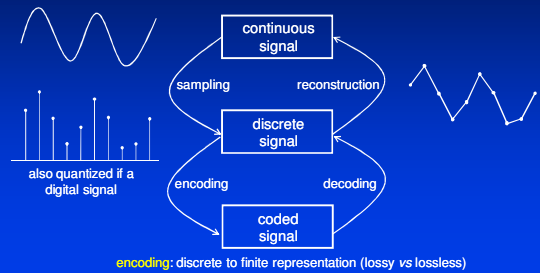 continuous
signal
sampling
reconstruction
discrete
signal
also quantized if a
digital signal
encoding
decoding
coded
signal
encoding: discrete to finite representation (lossy vs lossless)